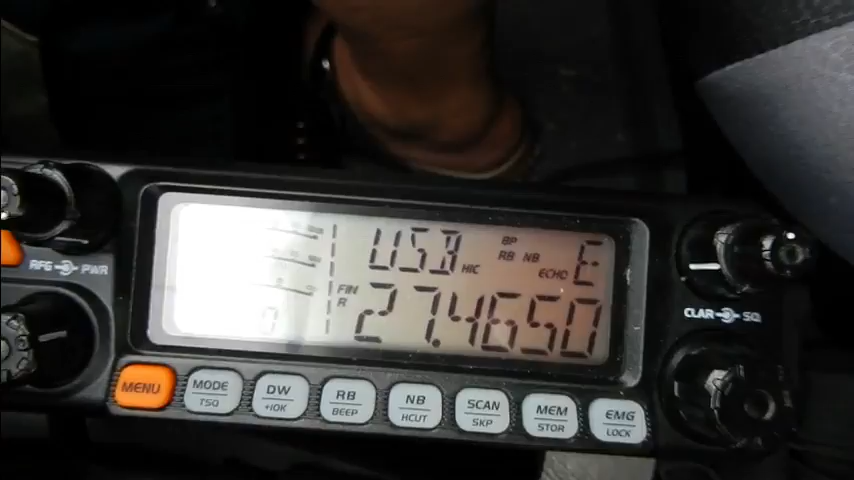 USB
HIC
BP
RB NB
ECHO
E
FIN
R
27.4650
RFG PWR
CLAR SQ
MENU
MODE
TSQ
DW
+10K
RB
BEEP
NB
HCUT
SCAN
SKP
MEM
STOR
EMG
LOCK